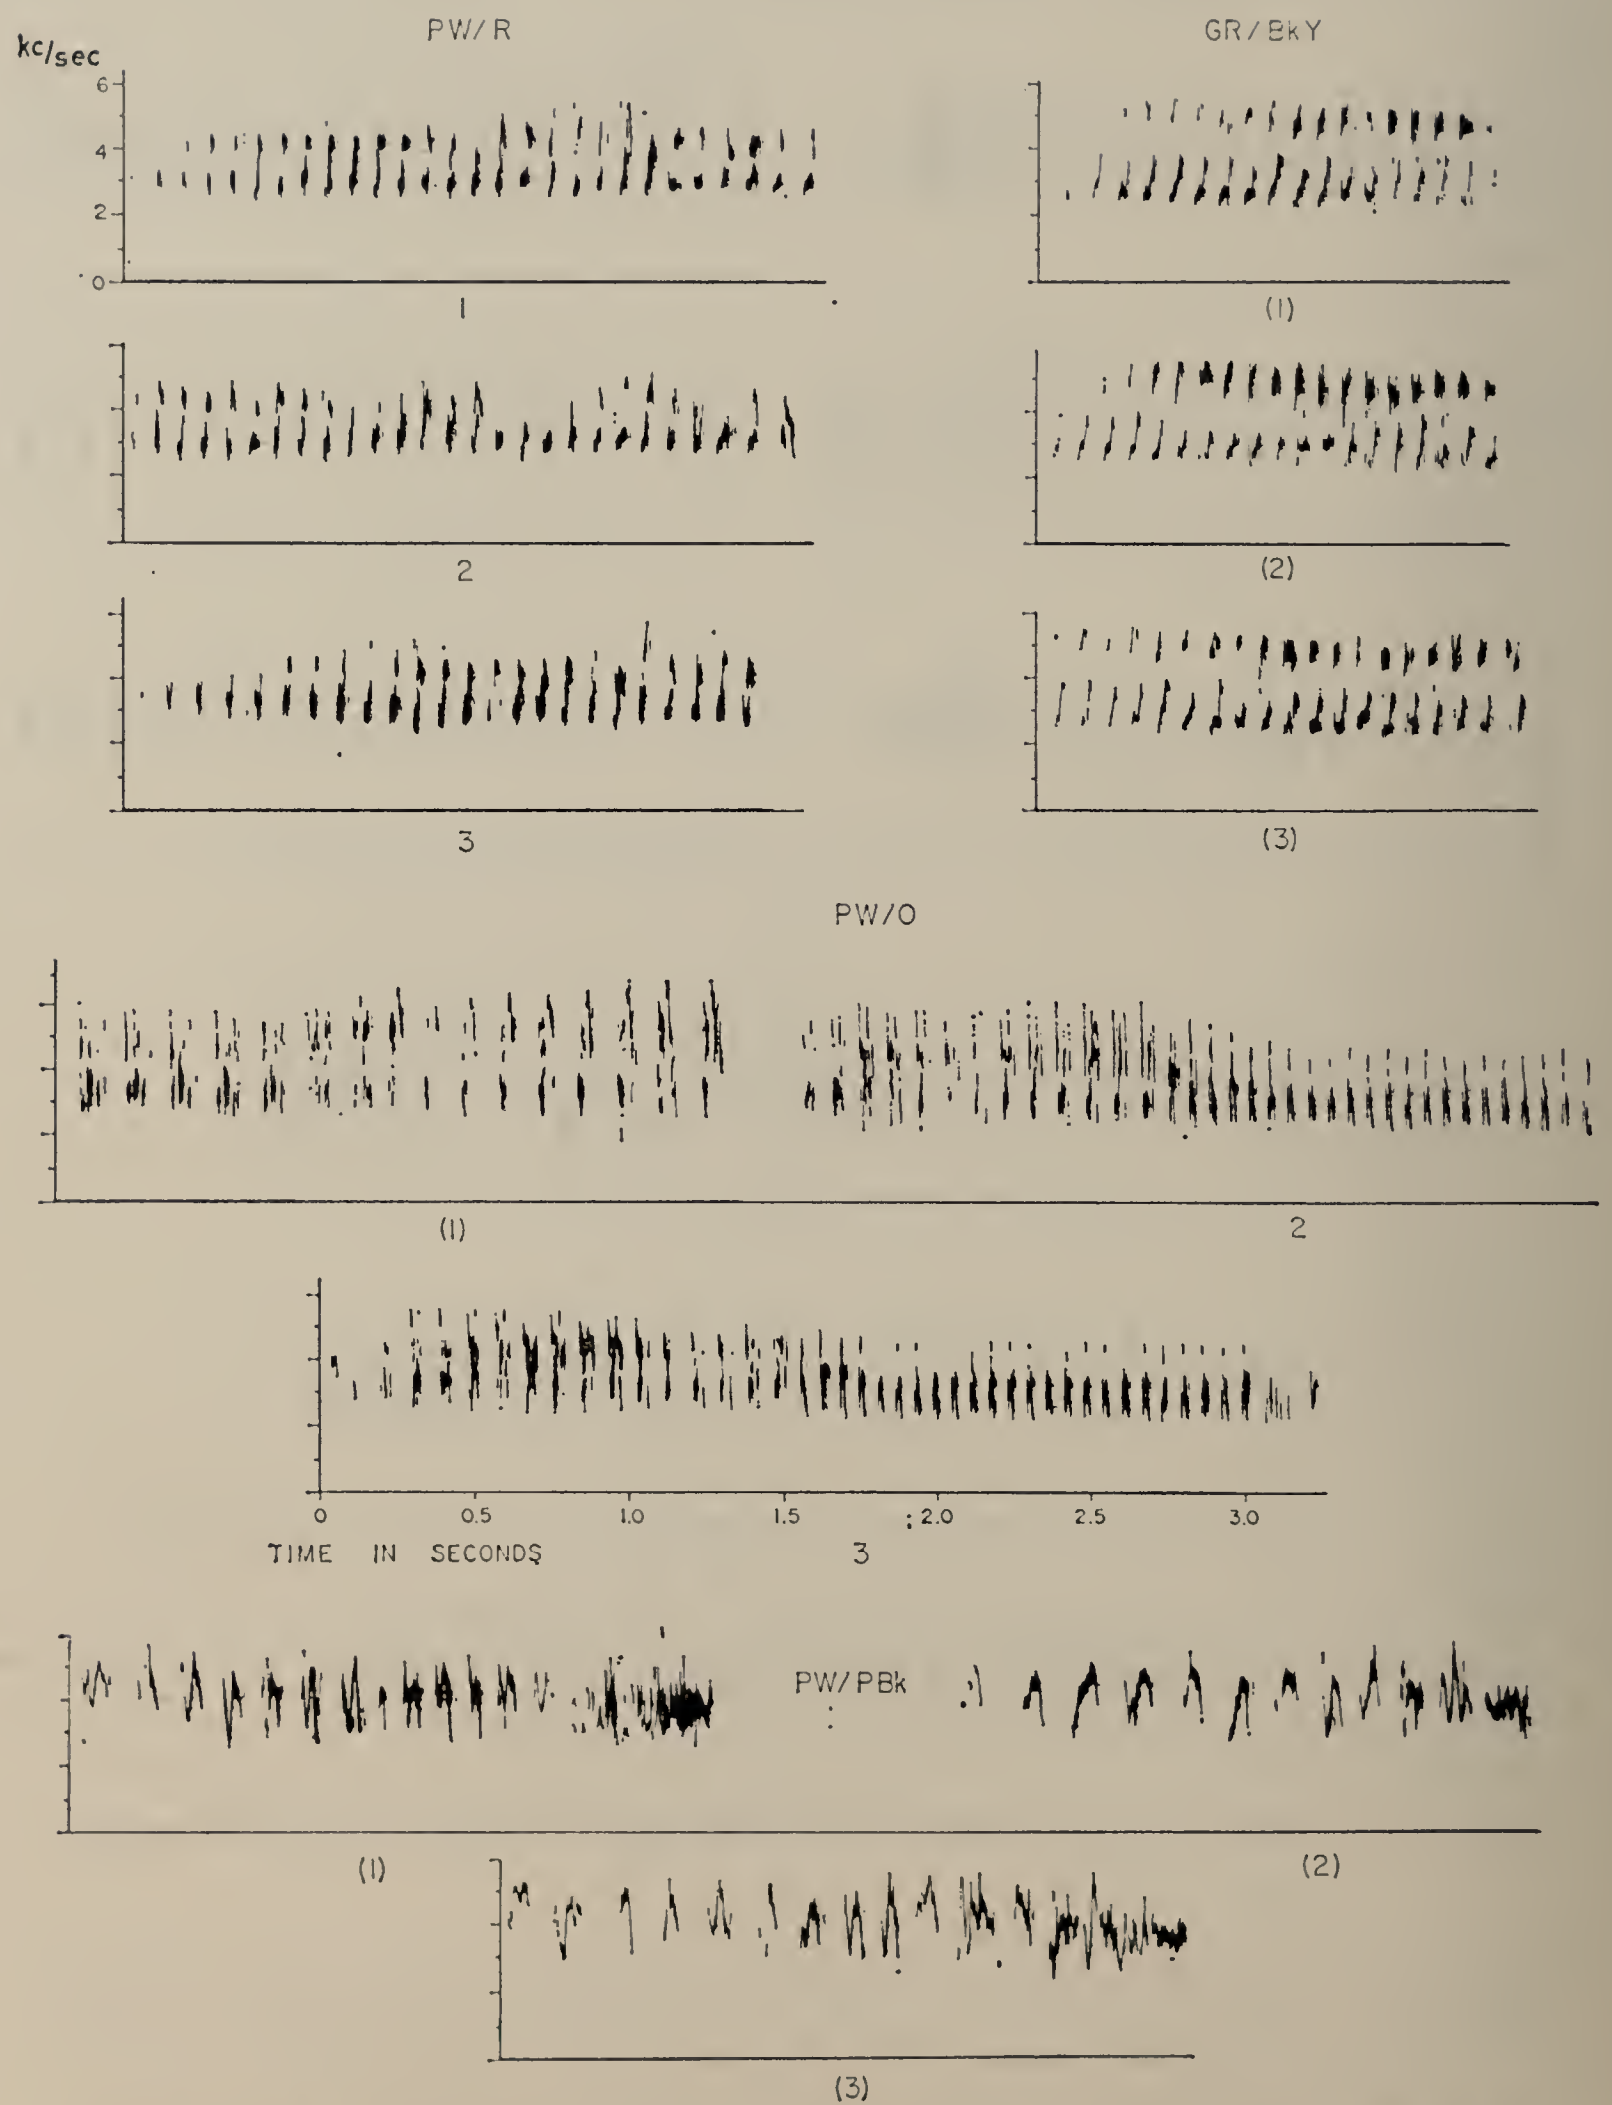 PW/R
GR/BkY
kc/sec
6
4
2
0
1
(1)
2
(2)
3
(3)
PW/O
(1)
2
0 0.5 1.0 1.5 2.0 2.5 3.0
TIME IN SECONDS
3
PW/PBk
(1)
(2)
(3)